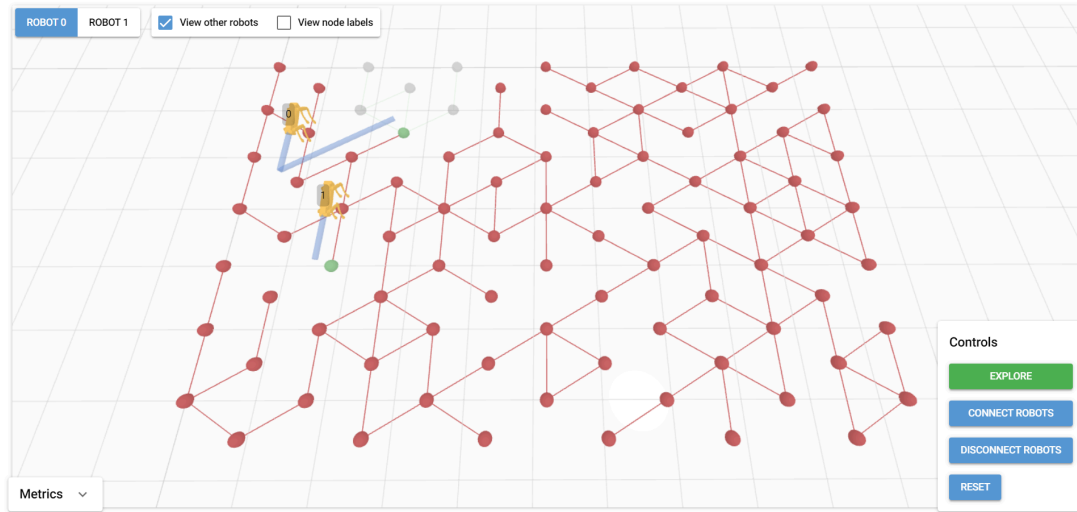 ROBOT 0
ROBOT 1
View other robots
View node labels
0
1
Controls
EXPLORE
CONNECT ROBOTS
DISCONNECT ROBOTS
RESET
Metrics